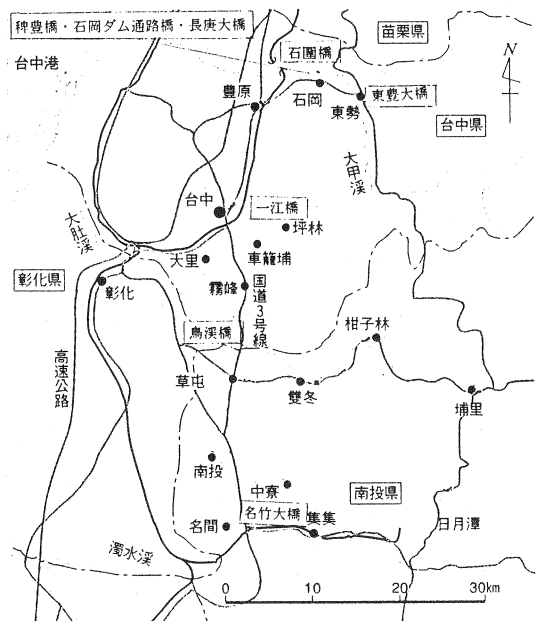 稗豊橋・石岡ダム通路橋・長庚大橋
苗栗県
台中港
石圍橋
N
豊原
石岡
東勢
東豊大橋
台中県
大甲渓
台中
一江橋
坪林
大肚渓
大里
車籠埔
彰化県
彰化
霧峰
国道3号線
烏渓橋
柑子林
高速公路
草屯
雙冬
埔里
南投
中寮
南投県
名竹大橋
名間
集集
日月潭
濁水渓
0 10 20 30km